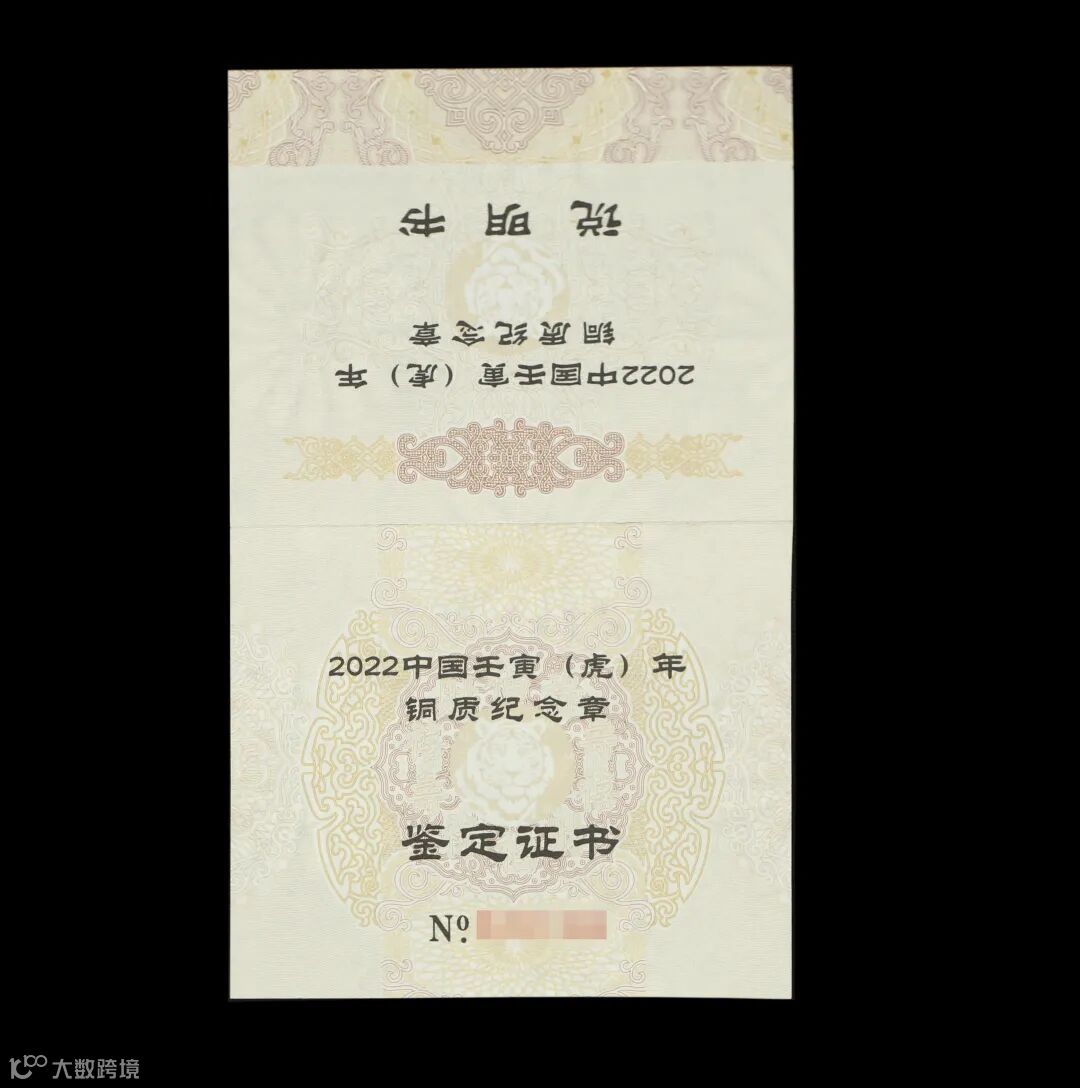 说明书
铜质纪念章
2022中国壬寅（虎）年
2022中国壬寅（虎）年
铜质纪念章
鉴定证书
Nº.
大数跨境